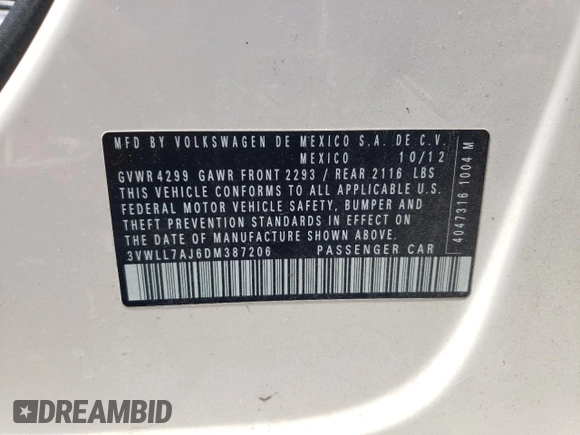 MFD BY VOLKSWAGEN DE MEXICO S.A. DE C.V.
MEXICO 10/12
GVWR 4299 GAWR FRONT 2293 / REAR 2116 LBS
THIS VEHICLE CONFORMS TO ALL APPLICABLE U.S.
FEDERAL MOTOR VEHICLE SAFETY, BUMPER AND
THEFT PREVENTION STANDARDS IN EFFECT ON
THE DATE OF MANUFACTURE SHOWN ABOVE.
3VWLL7AJ6DM387206 PASSENGER CAR
4047316 1004 M
DREAMBID